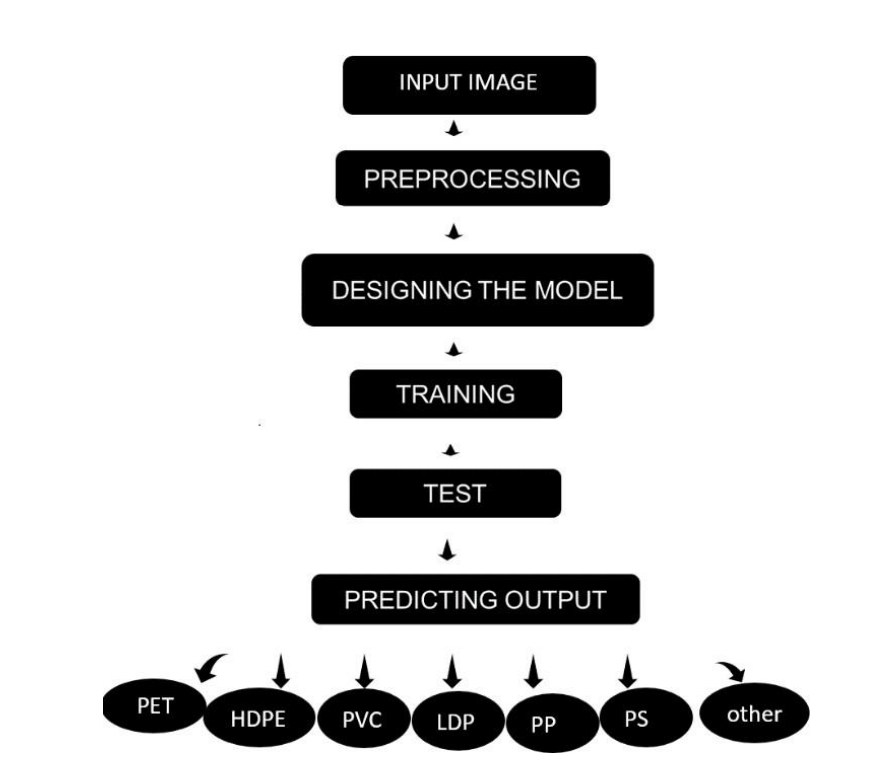 INPUT IMAGE
PREPROCESSING
DESIGNING THE MODEL
TRAINING
TEST
PREDICTING OUTPUT
PET
HDPE
PVC
LDP
PP
PS
other